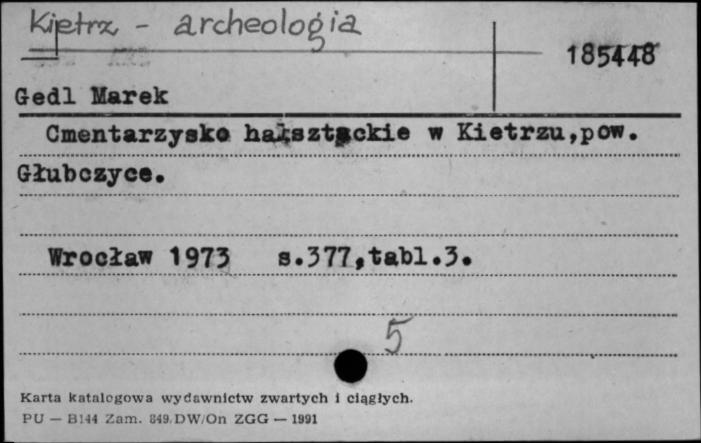 Kietrz - archeologia
185448
Gedl Marek
Cmentarzysko halsztackie w Kietrzu,pow.
Głubczyce.
Wrocław 1973 s.377,tabl.3.
5
Karta katalogowa wydawnictw zwartych i ciągłych.
PU — B144 Zam. 849.DW/On ZGG — 1991